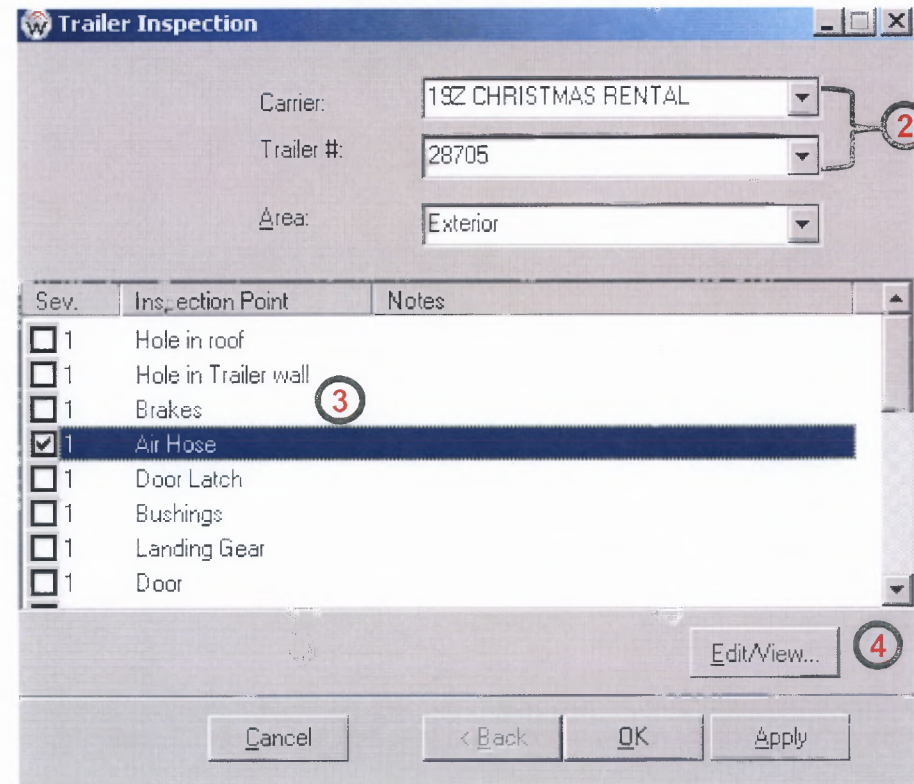 Trailer Inspection
Carrier: 19Z CHRISTMAS RENTAL
2
Trailer #: 28705
Area: Exterior
Sev. Inspection Point Notes
1 Hole in roof
1 Hole in Trailer wall
3
1 Brakes
1 Air Hose
1 Door Latch
1 Bushings
1 Landing Gear
1 Door
Edit/View... 4
Cancel < Back OK Apply